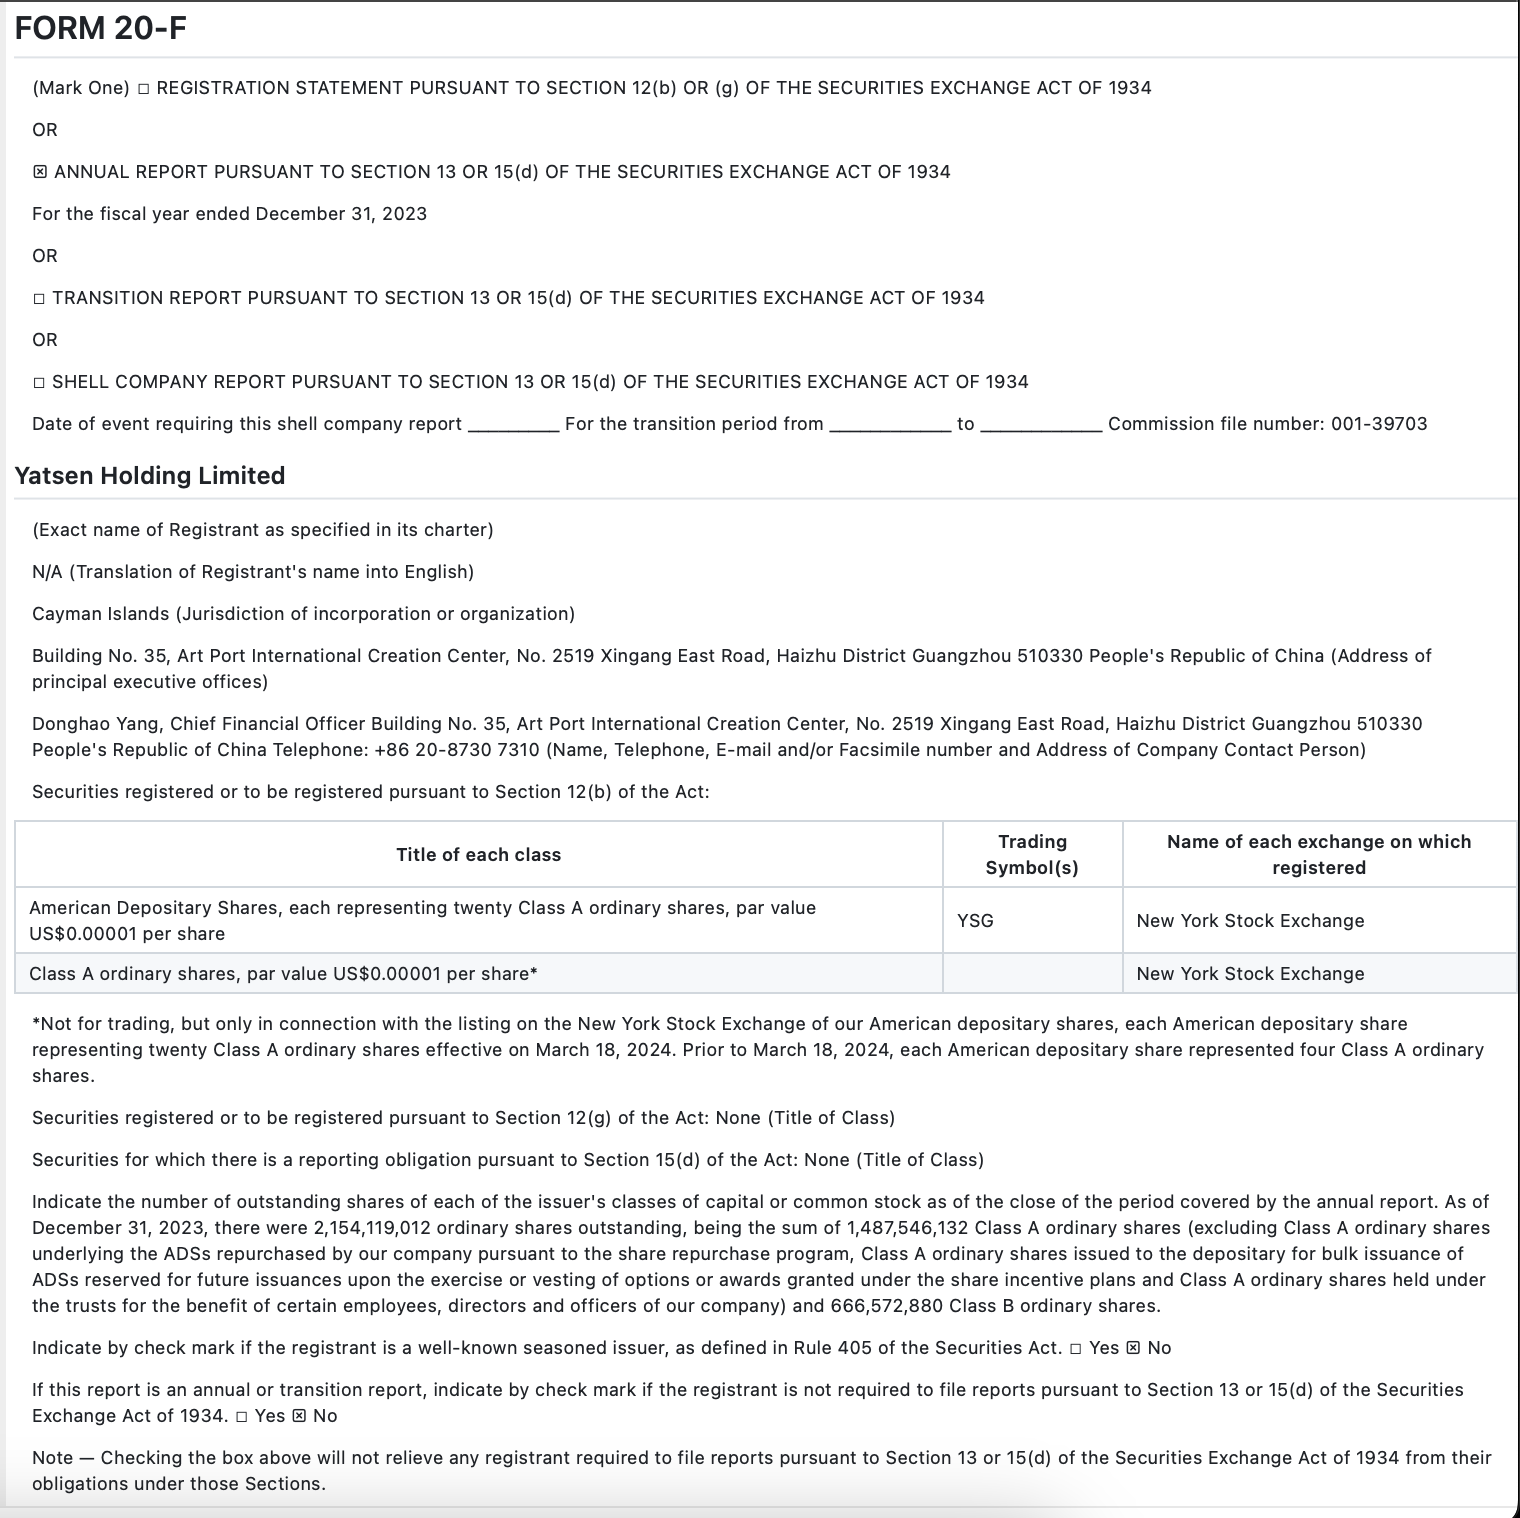 FORM 20-F
(Mark One) ☐ REGISTRATION STATEMENT PURSUANT TO SECTION 12(b) OR (g) OF THE SECURITIES EXCHANGE ACT OF 1934
OR
☒ ANNUAL REPORT PURSUANT TO SECTION 13 OR 15(d) OF THE SECURITIES EXCHANGE ACT OF 1934
For the fiscal year ended December 31, 2023
OR
☐ TRANSITION REPORT PURSUANT TO SECTION 13 OR 15(d) OF THE SECURITIES EXCHANGE ACT OF 1934
OR
☐ SHELL COMPANY REPORT PURSUANT TO SECTION 13 OR 15(d) OF THE SECURITIES EXCHANGE ACT OF 1934
Date of event requiring this shell company report _________ For the transition period from ____________ to ____________ Commission file number: 001-39703
Yatsen Holding Limited
(Exact name of Registrant as specified in its charter)
N/A (Translation of Registrant's name into English)
Cayman Islands (Jurisdiction of incorporation or organization)
Building No. 35, Art Port International Creation Center, No. 2519 Xingang East Road, Haizhu District Guangzhou 510330 People's Republic of China (Address of
principal executive offices)
Donghao Yang, Chief Financial Officer Building No. 35, Art Port International Creation Center, No. 2519 Xingang East Road, Haizhu District Guangzhou 510330
People's Republic of China Telephone: +86 20-8730 7310 (Name, Telephone, E-mail and/or Facsimile number and Address of Company Contact Person)
Securities registered or to be registered pursuant to Section 12(b) of the Act:
Title of each class
Trading
Symbol(s)
Name of each exchange on which
registered
American Depositary Shares, each representing twenty Class A ordinary shares, par value
US$0.00001 per share
YSG
New York Stock Exchange
Class A ordinary shares, par value US$0.00001 per share*
New York Stock Exchange
*Not for trading, but only in connection with the listing on the New York Stock Exchange of our American depositary shares, each American depositary share
representing twenty Class A ordinary shares effective on March 18, 2024. Prior to March 18, 2024, each American depositary share represented four Class A ordinary
shares.
Securities registered or to be registered pursuant to Section 12(g) of the Act: None (Title of Class)
Securities for which there is a reporting obligation pursuant to Section 15(d) of the Act: None (Title of Class)
Indicate the number of outstanding shares of each of the issuer's classes of capital or common stock as of the close of the period covered by the annual report. As of
December 31, 2023, there were 2,154,119,012 ordinary shares outstanding, being the sum of 1,487,546,132 Class A ordinary shares (excluding Class A ordinary shares
underlying the ADSs repurchased by our company pursuant to the share repurchase program, Class A ordinary shares issued to the depositary for bulk issuance of
ADSs reserved for future issuances upon the exercise or vesting of options or awards granted under the share incentive plans and Class A ordinary shares held under
the trusts for the benefit of certain employees, directors and officers of our company) and 666,572,880 Class B ordinary shares.
Indicate by check mark if the registrant is a well-known seasoned issuer, as defined in Rule 405 of the Securities Act. ☐ Yes ☒ No
If this report is an annual or transition report, indicate by check mark if the registrant is not required to file reports pursuant to Section 13 or 15(d) of the Securities
Exchange Act of 1934. ☐ Yes ☒ No
Note — Checking the box above will not relieve any registrant required to file reports pursuant to Section 13 or 15(d) of the Securities Exchange Act of 1934 from their
obligations under those Sections.